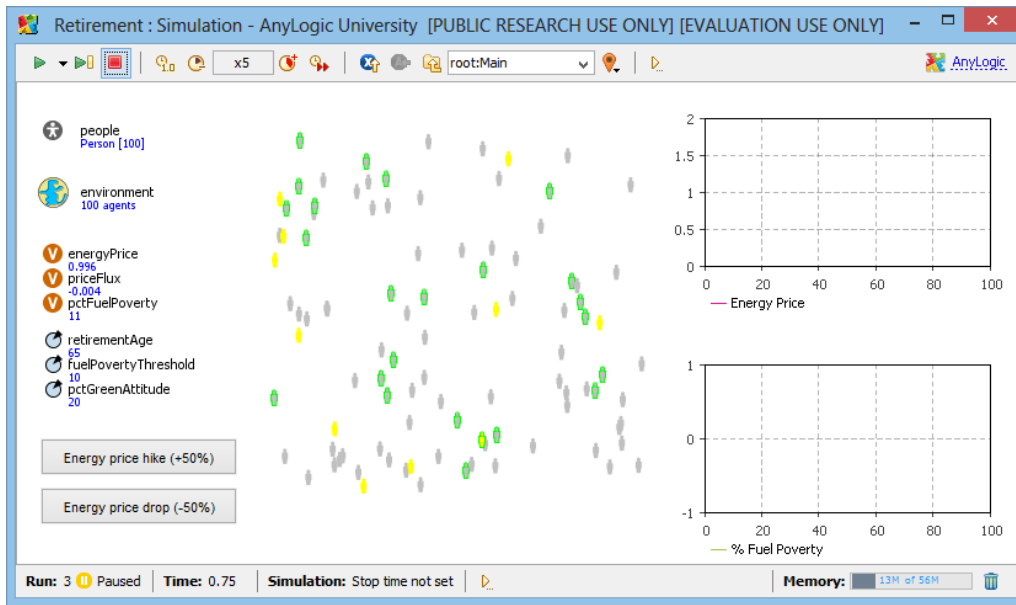 Retirement : Simulation - AnyLogic University [PUBLIC RESEARCH USE ONLY] [EVALUATION USE ONLY]
x5
root:Main
AnyLogic
people
Person [100]
environment
100 agents
energyPrice
0.996
priceFlux
-0.004
pctFuelPoverty
11
retirementAge
65
fuelPovertyThreshold
10
pctGreenAttitude
20
Energy price hike (+50%)
Energy price drop (-50%)
2
1.5
1
0.5
0
0 20 40 60 80 100
Energy Price
1
0
-1
0 20 40 60 80 100
% Fuel Poverty
Run: 3 Paused Time: 0.75 Simulation: Stop time not set Memory: 13M of 56M